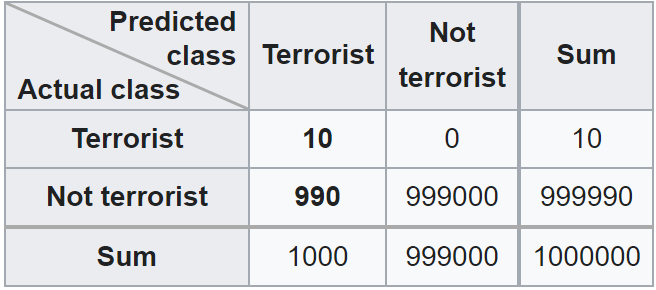 Predicted
class
Actual class
Terrorist
Not
terrorist
Sum
Terrorist 10 0 10
Not terrorist 990 999000 999990
Sum 1000 999000 1000000